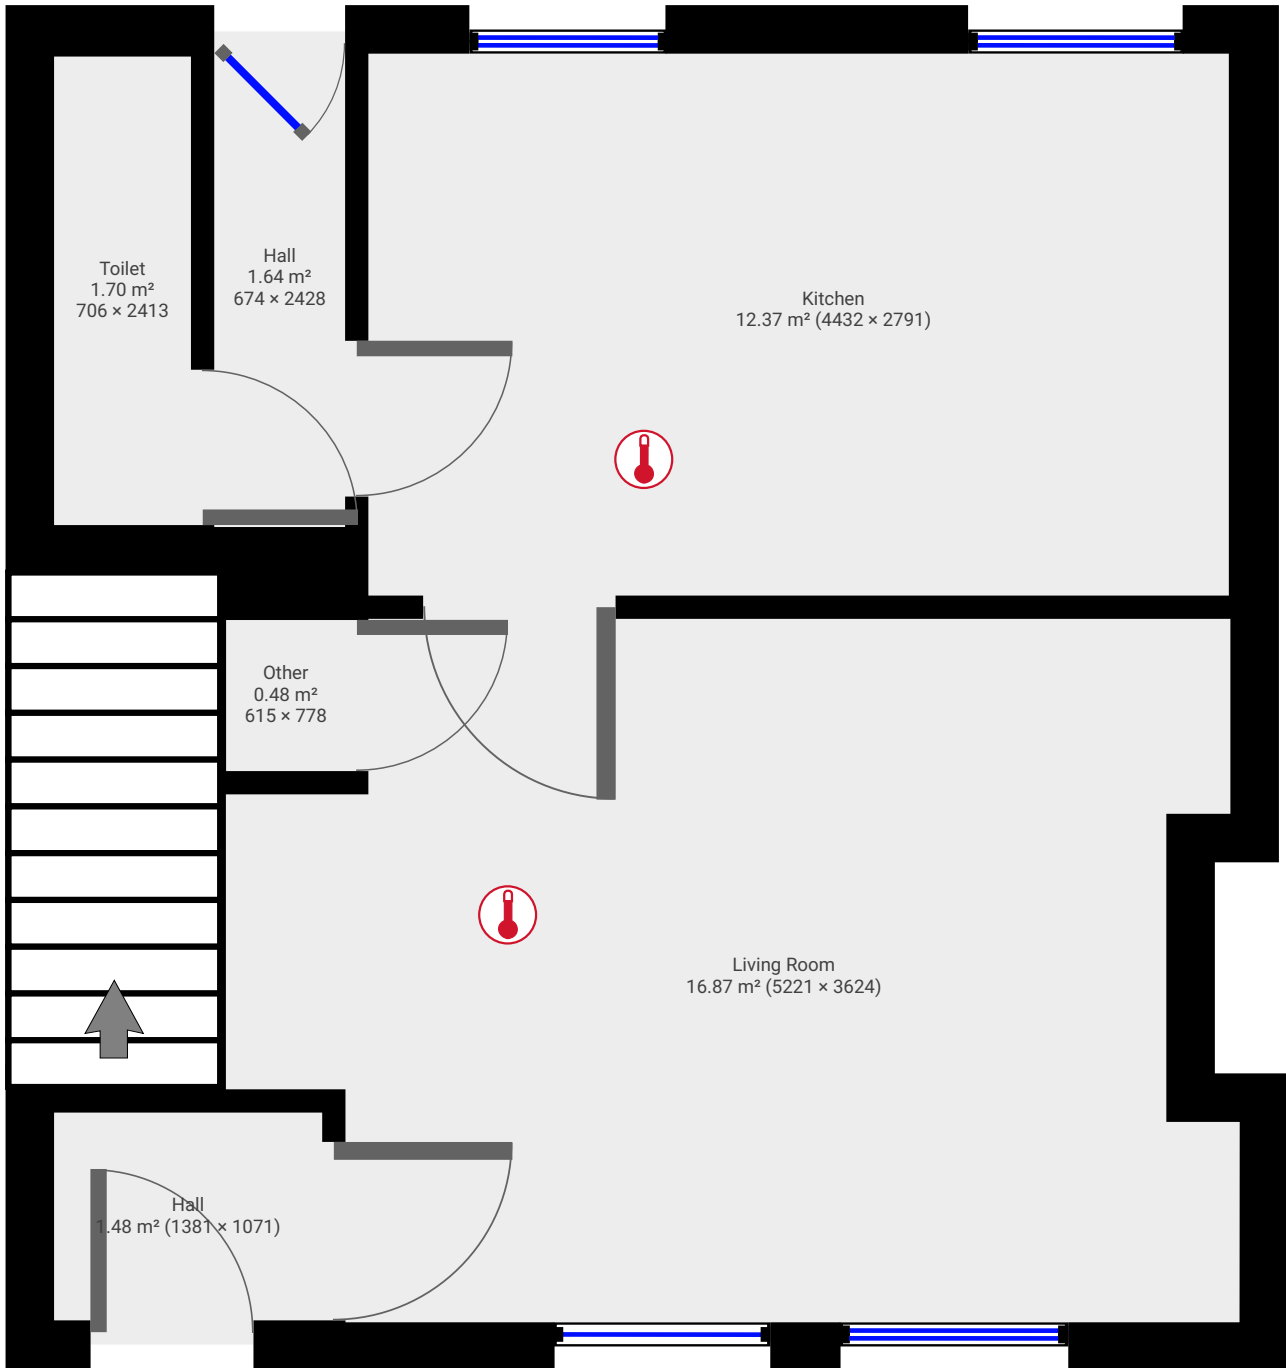 Toilet
1.70 m²
706 × 2413
Hall
1.64 m²
674 × 2428
Kitchen
12.37 m² (4432 × 2791)
Other
0.48 m²
615 × 778
Living Room
16.87 m² (5221 × 3624)
Hall
1.48 m² (1381 × 1071)